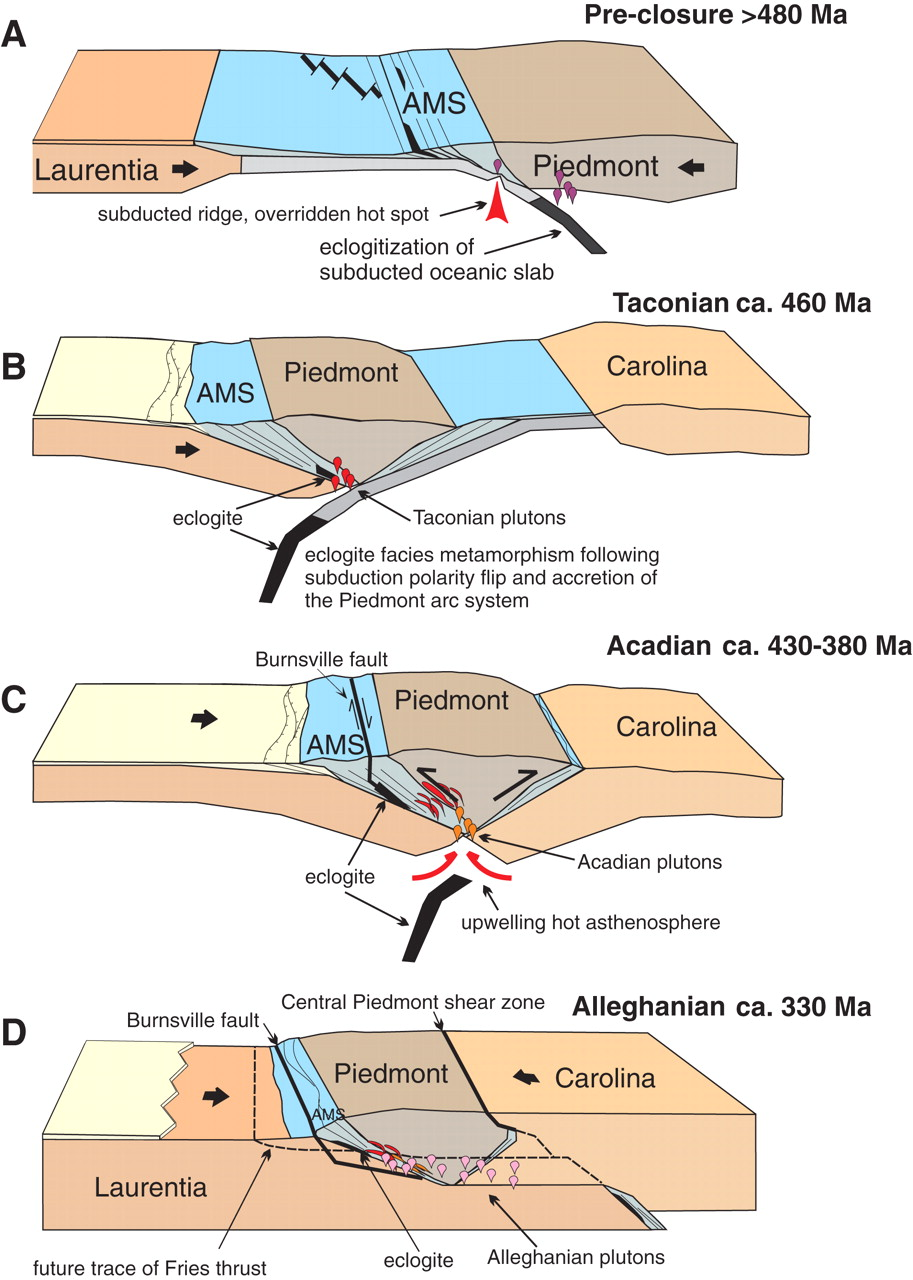 A
Pre-closure >480 Ma
AMS
Laurentia
Piedmont
subducted ridge, overridden hot spot
eclogitization of
subducted oceanic slab
Taconian ca. 460 Ma
B
AMS
Piedmont
Carolina
eclogite
Taconian plutons
eclogite facies metamorphism following
subduction polarity flip and accretion of
the Piedmont arc system
Acadian ca. 430-380 Ma
Burnsville fault
C
AMS
Piedmont
Carolina
eclogite
Acadian plutons
upwelling hot asthenosphere
Central Piedmont shear zone
Alleghanian ca. 330 Ma
Burnsville fault
D
Piedmont
Carolina
AMS
Laurentia
future trace of Fries thrust
eclogite
Alleghanian plutons